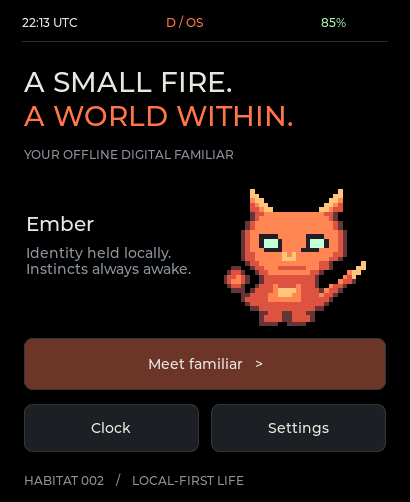 22:13 UTC D / OS 85%
A SMALL FIRE.
A WORLD WITHIN.
YOUR OFFLINE DIGITAL FAMILIAR
Ember
Identity held locally.
Instincts always awake.
Meet familiar >
Clock Settings
HABITAT 002 / LOCAL-FIRST LIFE